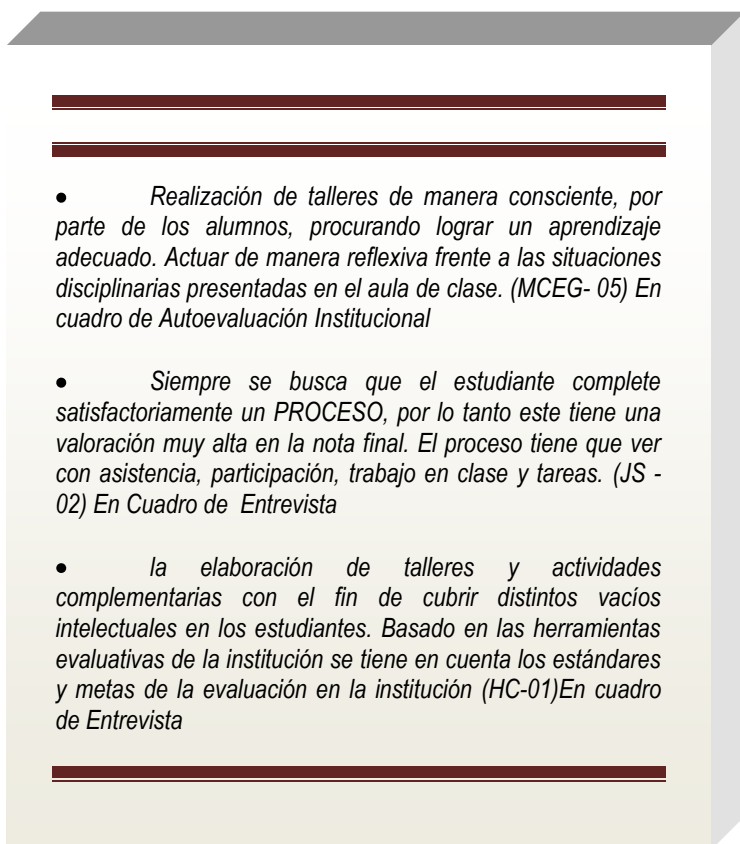 • Realización de talleres de manera consciente, por
parte de los alumnos, procurando lograr un aprendizaje
adecuado. Actuar de manera reflexiva frente a las situaciones
disciplinarias presentadas en el aula de clase. (MCEG- 05) En
cuadro de Autoevaluación Institucional
• Siempre se busca que el estudiante complete
satisfactoriamente un PROCESO, por lo tanto este tiene una
valoración muy alta en la nota final. El proceso tiene que ver
con asistencia, participación, trabajo en clase y tareas. (JS -
02) En Cuadro de Entrevista
• la elaboración de talleres y actividades
complementarias con el fin de cubrir distintos vacíos
intelectuales en los estudiantes. Basado en las herramientas
evaluativas de la institución se tiene en cuenta los estándares
y metas de la evaluación en la institución (HC-01)En cuadro
de Entrevista